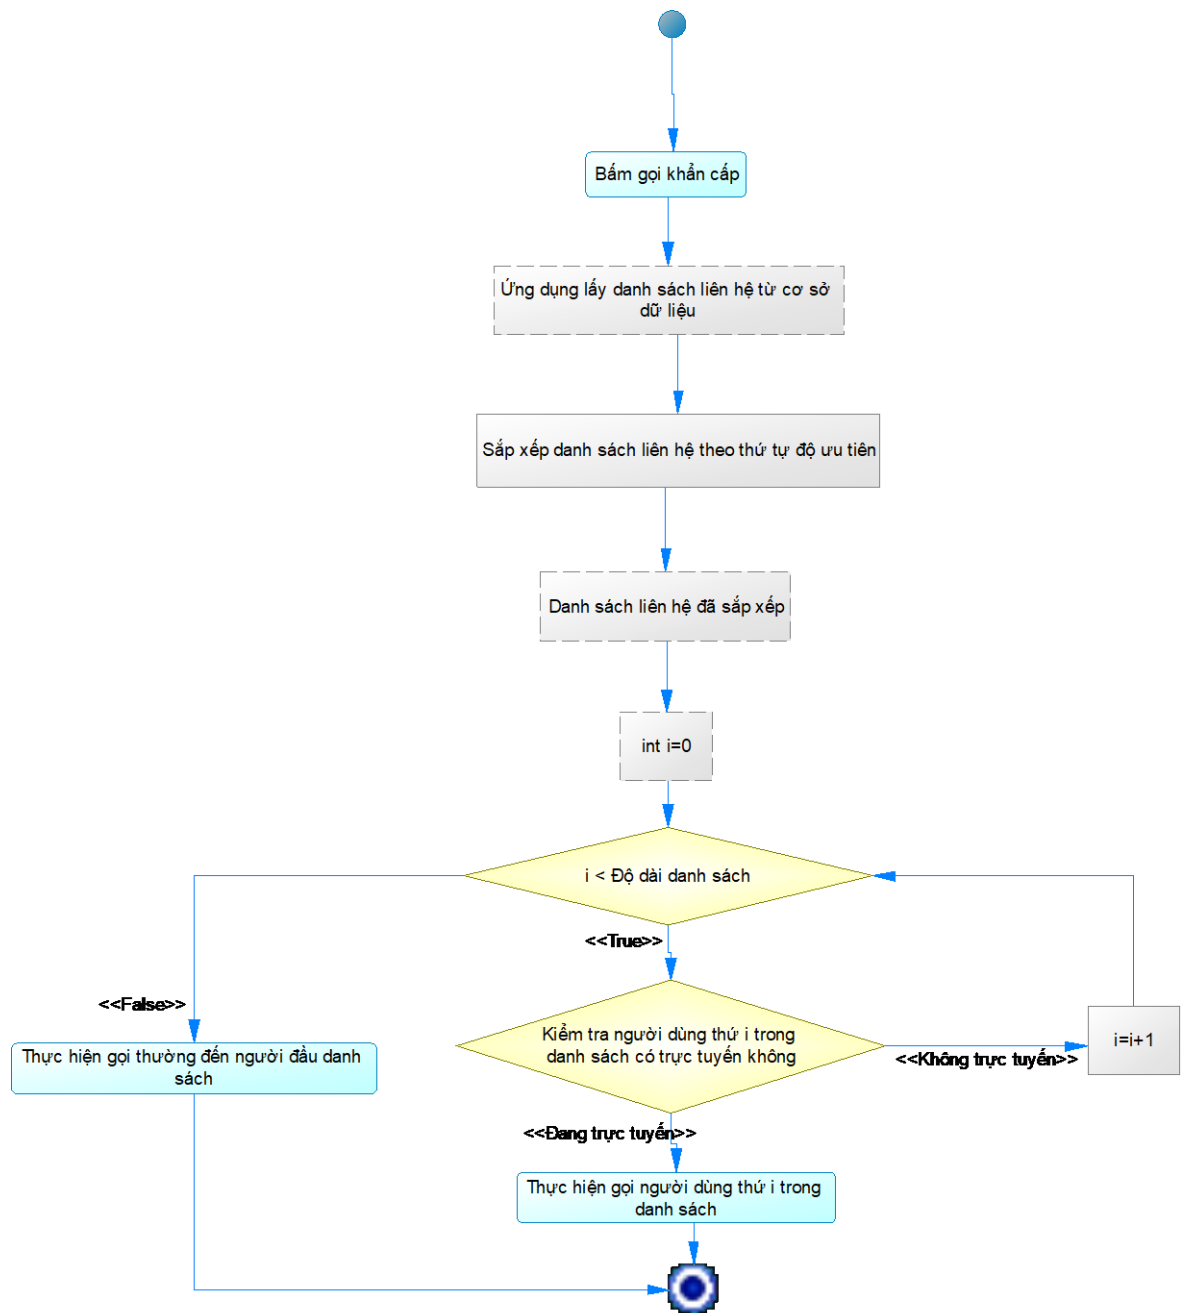 Bấm gọi khẩn cấp
Ứng dụng lấy danh sách liên hệ từ cơ sở
dữ liệu
Sắp xếp danh sách liên hệ theo thứ tự độ ưu tiên
Danh sách liên hệ đã sắp xếp
int i=0
i < Độ dài danh sách
<<True>>
<<False>>
Kiểm tra người dùng thứ i trong
danh sách có trực tuyến không
<<Không trực tuyến>>
i=i+1
Thực hiện gọi thường đến người đầu danh
sách
<<Đang trực tuyến>>
Thực hiện gọi người dùng thứ i trong
danh sách